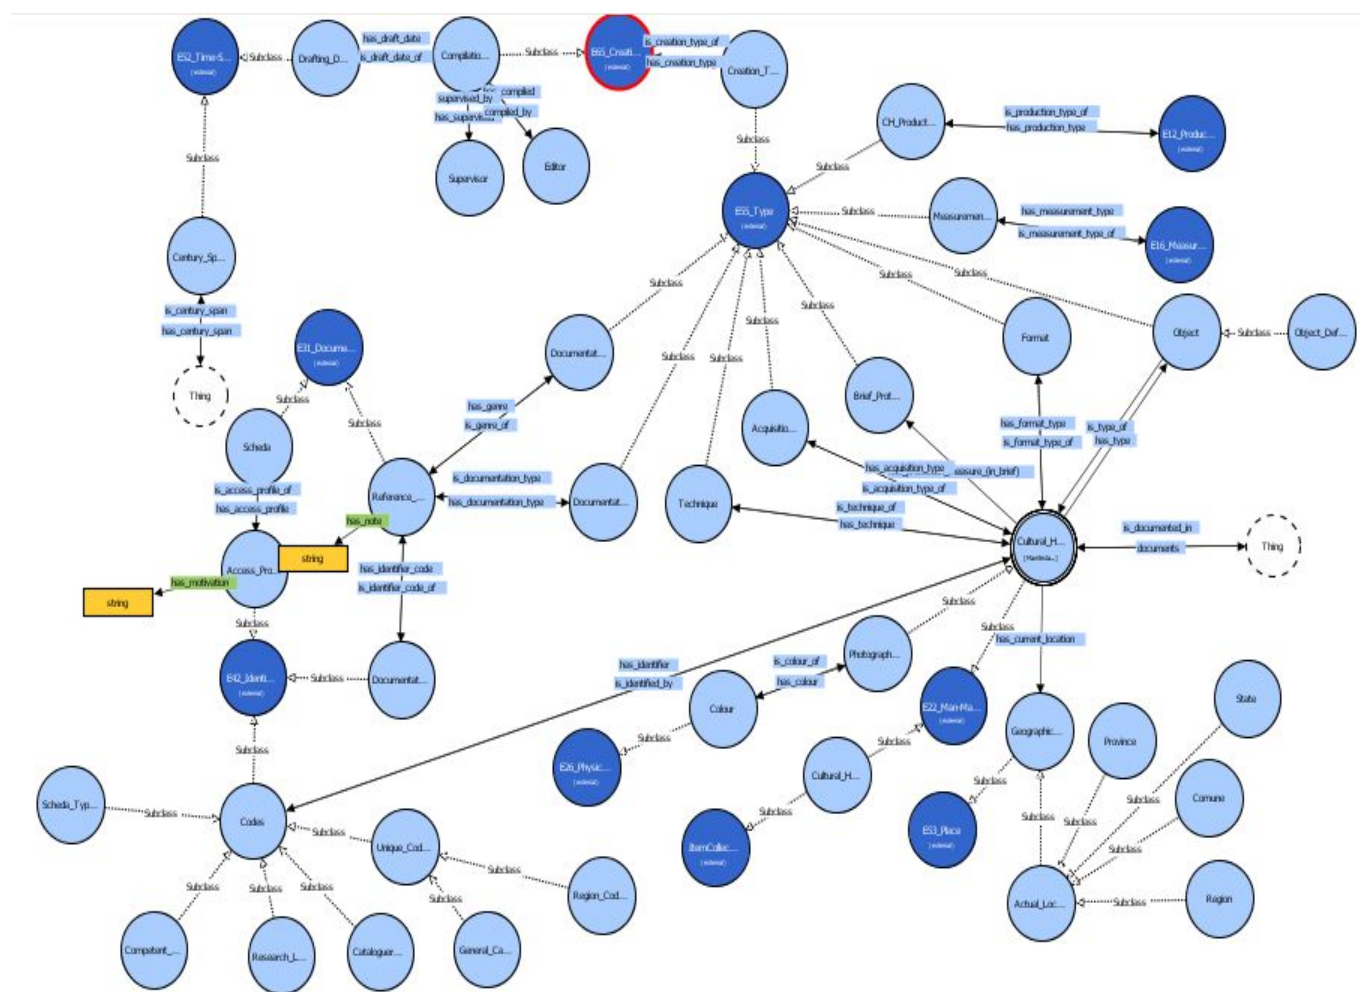 E52_Time-S...
(external)
Subclass
Drafting_D...
has_draft_date
is_draft_date_of
Compilatio...
Subclass
E65_Creati...
(external)
is_creation_type_of
has_creation_type
Creation_T...
supervised_by
has_compiled
compiled_by
Supervisor
Editor
Subclass
Subclass
CH_Product...
is_production_type_of
has_production_type
E12_Produc...
(external)
Subclass
E55_Type
(external)
Subclass
Measuremen...
has_measurement_type
is_measurement_type_of
E16_Measur...
(external)
Century_Sp...
is_century_span
has_century_span
Thing
E31_Docume...
(external)
Subclass
Subclass
Scheda
is_access_profile_of
has_access_profile
Documentat...
Subclass
has_genre
is_genre_of
Reference_...
is_documentation_type
has_documentation_type
Documentat...
Subclass
Subclass
Subclass
Subclass
Subclass
Subclass
Technique
Acquisitio...
Brief_Prot...
Format
Object
Subclass
Object_Def...
has_format_type
is_format_type_of
is_type_of
has_type
has_acquisition_type
measure_(in_brief)
is_acquisition_type_of
is_technique_of
has_technique
Cultural_H...
is_documented_in
documents
Thing
has_note
string
Access_Pro...
has_motivation
string
has_identifier_code
is_identifier_code_of
Subclass
E42_Identi...
(external)
Subclass
Documentat...
has_identifier
is_identified_by
Subclass
Photograph...
is_colour_of
has_colour
Colour
Subclass
E26_Physic...
(external)
Subclass
has_current_location
E22_Man-Ma...
(external)
Subclass
Cultural_H...
Subclass
ItemCollec...
(external)
Geographic...
Subclass
E53_Place
(external)
Province
State
Comune
Region
Subclass
Subclass
Subclass
Subclass
Subclass
Actual_Loc...
Subclass
Codes
Scheda_Typ...
Subclass
Subclass
Unique_Cod...
Subclass
Region_Cod...
Subclass
Subclass
Subclass
Subclass
Competent_...
Research_L...
Cataloguer...
General_Ca...